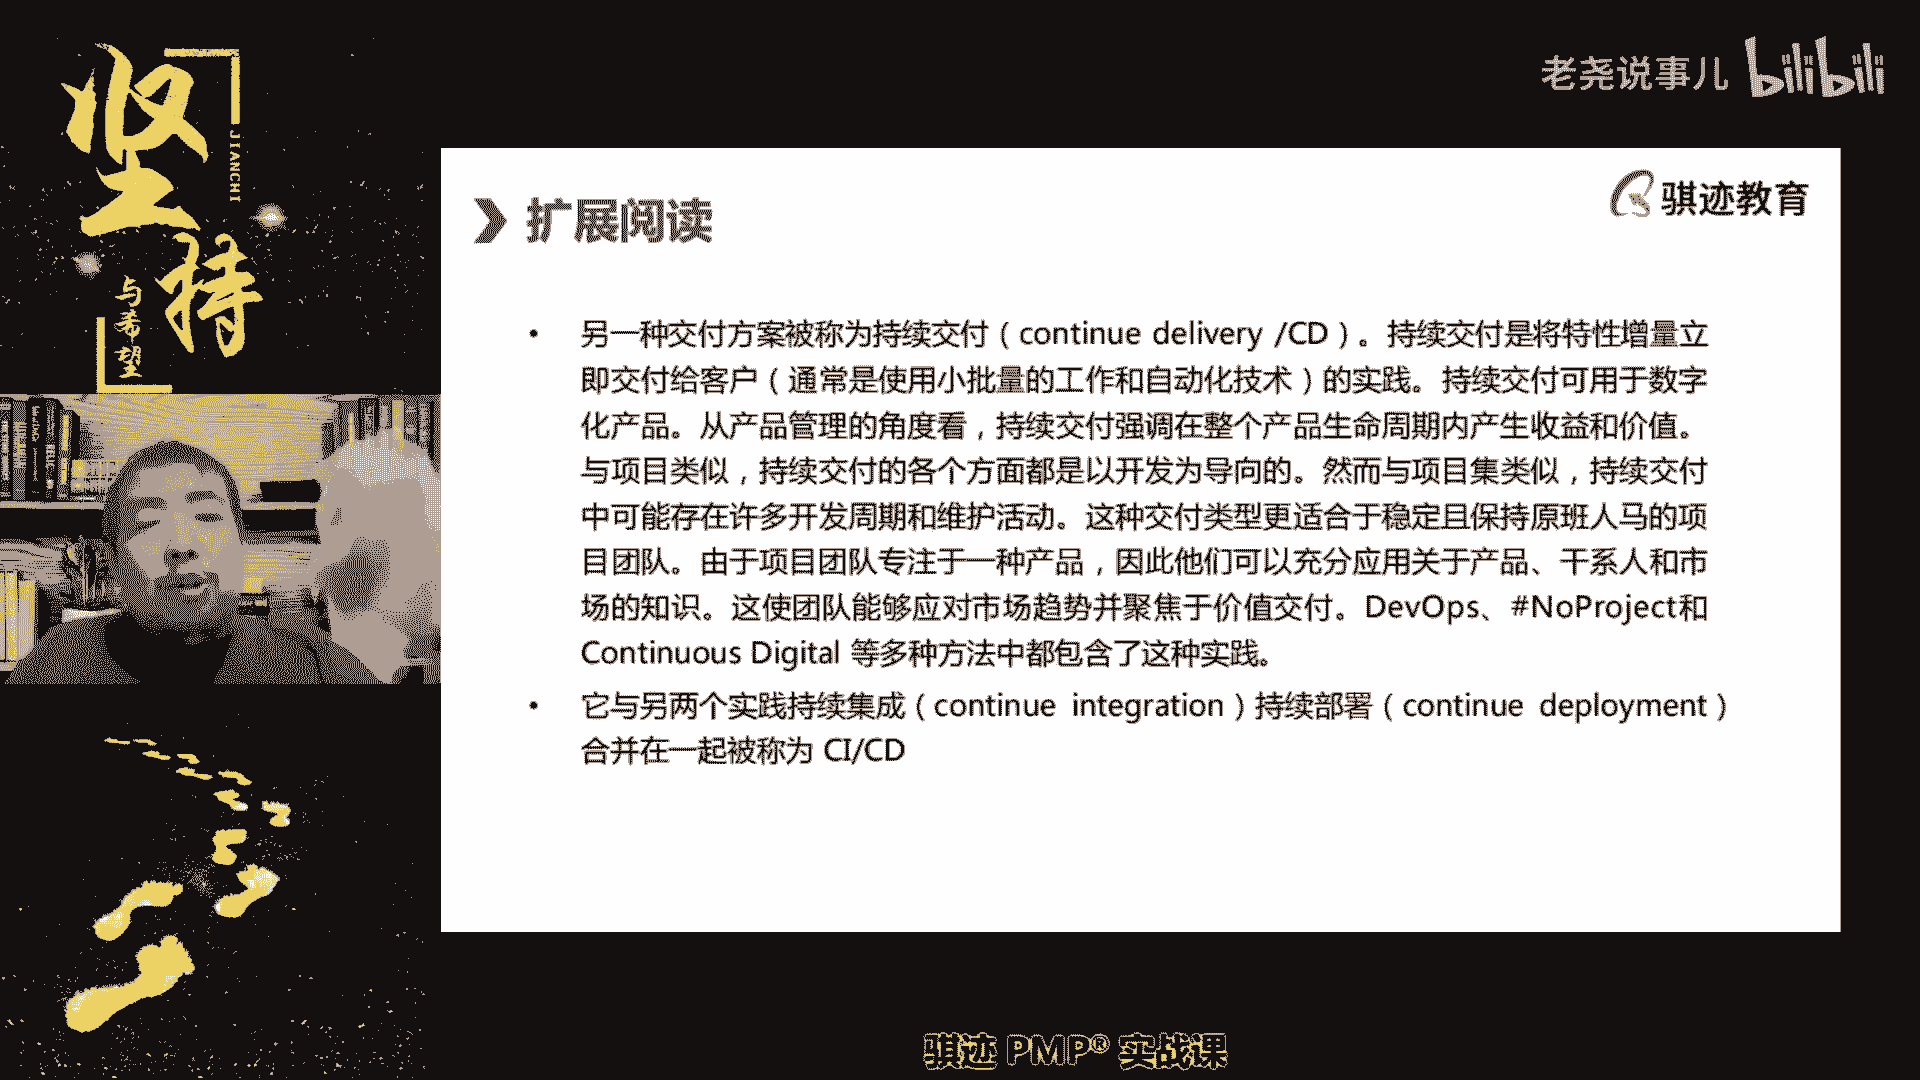 坚持
JIANCHI
与希望
老尧说事儿 bilibili
骐迹教育
扩展阅读
• 另一种交付方案被称为持续交付（continue delivery /CD）。持续交付是将特性增量立
即交付给客户（通常是使用小批量的工作和自动化技术）的实践。持续交付可用于数字
化产品。从产品管理的角度看，持续交付强调在整个产品生命周期内产生收益和价值。
与项目类似，持续交付的各个方面都是以开发为导向的。然而与项目集类似，持续交付
中可能存在许多开发周期和维护活动。这种交付类型更适合于稳定且保持原班人马的项
目团队。由于项目团队专注于一种产品，因此他们可以充分应用关于产品、干系人和市
场的知识。这使团队能够应对市场趋势并聚焦于价值交付。DevOps、#NoProject和
Continuous Digital 等多种方法中都包含了这种实践。
• 它与另两个实践持续集成（continue integration）持续部署（continue deployment）
合并在一起被称为 CI/CD
骐迹 PMP® 实战课